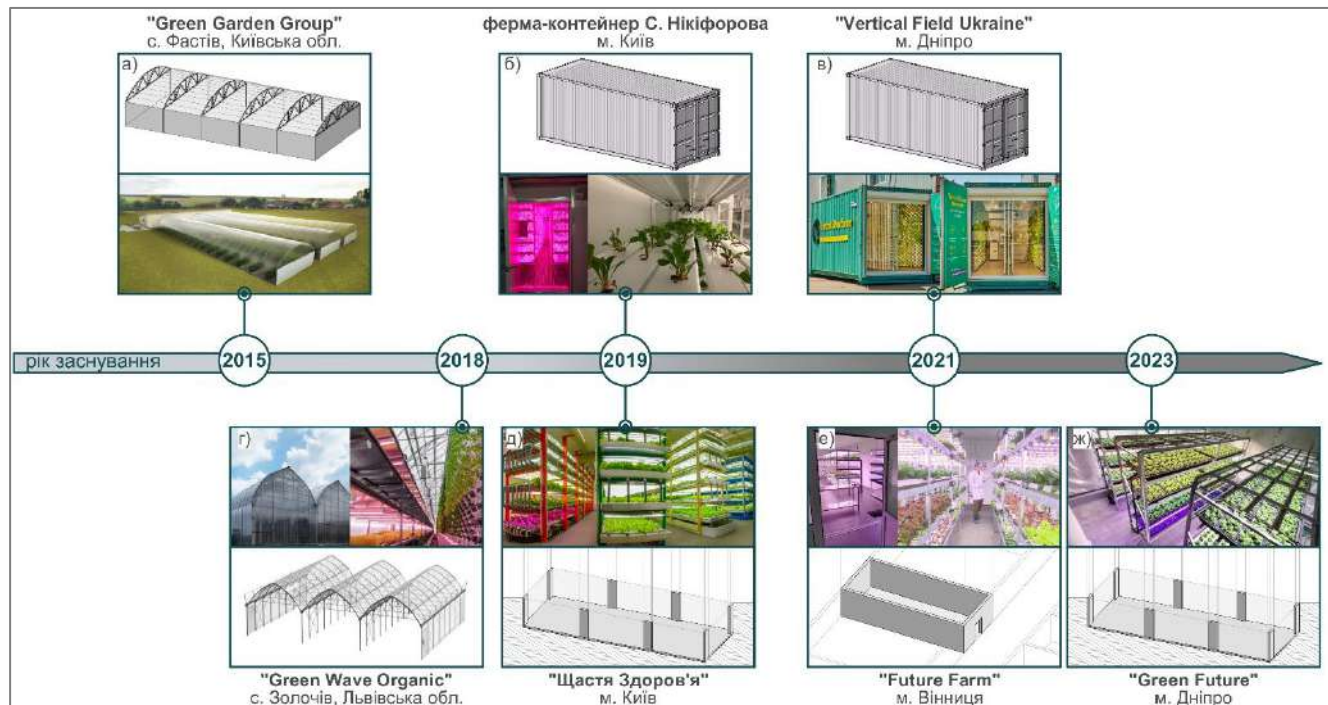 "Green Garden Group"
с. Фастів, Київська обл.
а)
ферма-контейнер С. Нікіфорова
м. Київ
б)
"Vertical Field Ukraine"
м. Дніпро
в)
рік заснування
2015
2018
2019
2021
2023
г)
"Green Wave Organic"
с. Золочів, Львівська обл.
д)
"Щастя Здоров'я"
м. Київ
е)
"Future Farm"
м. Вінниця
ж)
"Green Future"
м. Дніпро